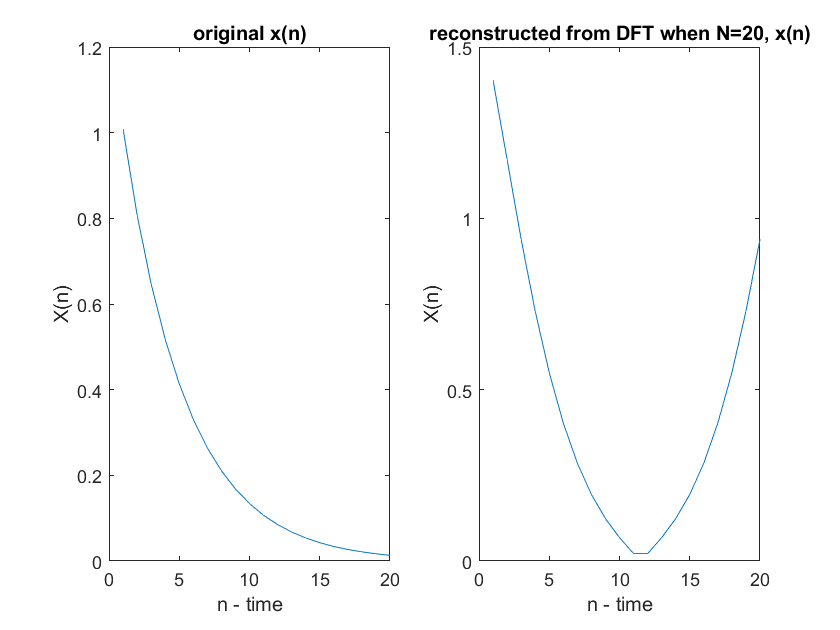 original x(n)
1.2
1
0.8
0.6
0.4
0.2
0
X(n)
0 5 10 15 20
n - time
reconstructed from DFT when N=20, x(n)
1.5
1
0.5
0
X(n)
0 5 10 15 20
n - time